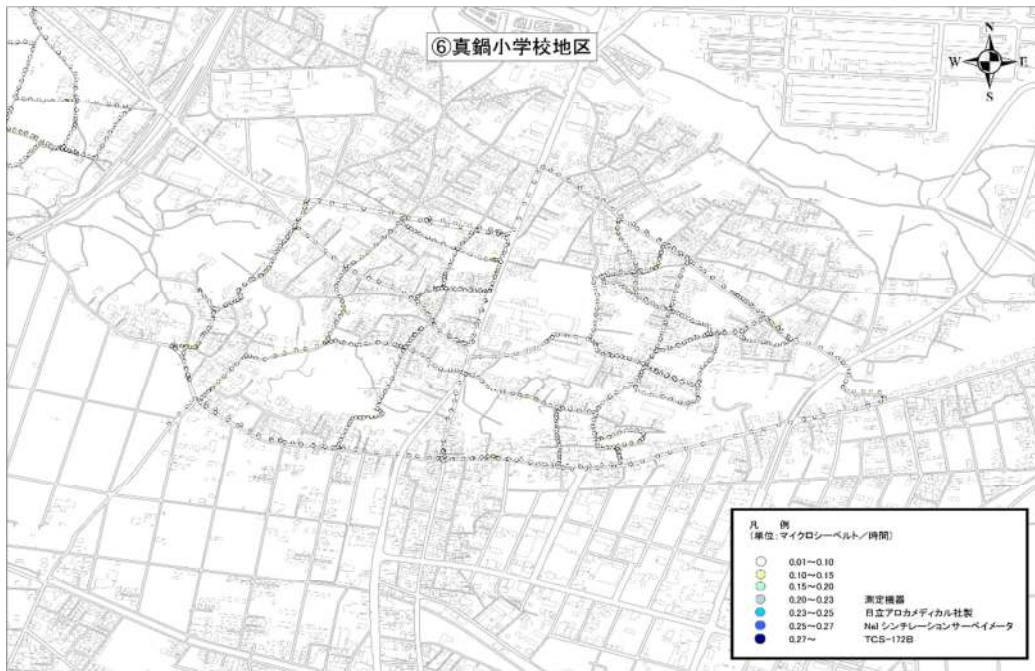 ⑥真鍋小学校地区
N
W E
S
凡 例
(単位:マイクロシーベルト/時間)
0.01～0.10
0.10～0.15
0.15～0.20
0.20～0.23 測定機器
0.23～0.25 日立アロカメディカル社製
0.25～0.27 NaI シンチレーションサーベイメータ
0.27～ TCS-172B